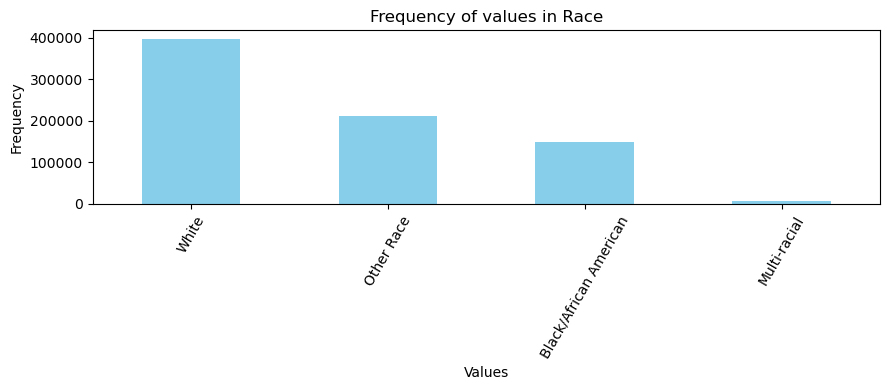 Frequency of values in Race
Frequency
400000
300000
200000
100000
0
White
Other Race
Black/African American
Multi-racial
Values